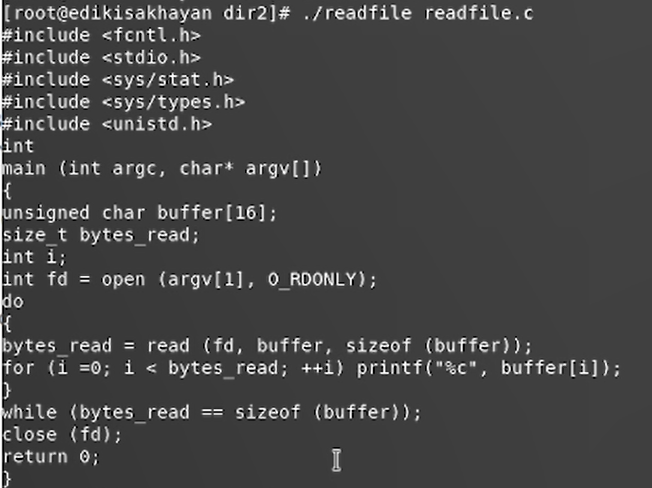 [root@edikisakhayan dir2]# ./readfile readfile.c
#include <fcntl.h>
#include <stdio.h>
#include <sys/stat.h>
#include <sys/types.h>
#include <unistd.h>
int
main (int argc, char* argv[])
{
unsigned char buffer[16];
size_t bytes_read;
int i;
int fd = open (argv[1], O_RDONLY);
do
{
bytes_read = read (fd, buffer, sizeof (buffer));
for (i =0; i < bytes_read; ++i) printf("%c", buffer[i]);
}
while (bytes_read == sizeof (buffer));
close (fd);
return 0;
}